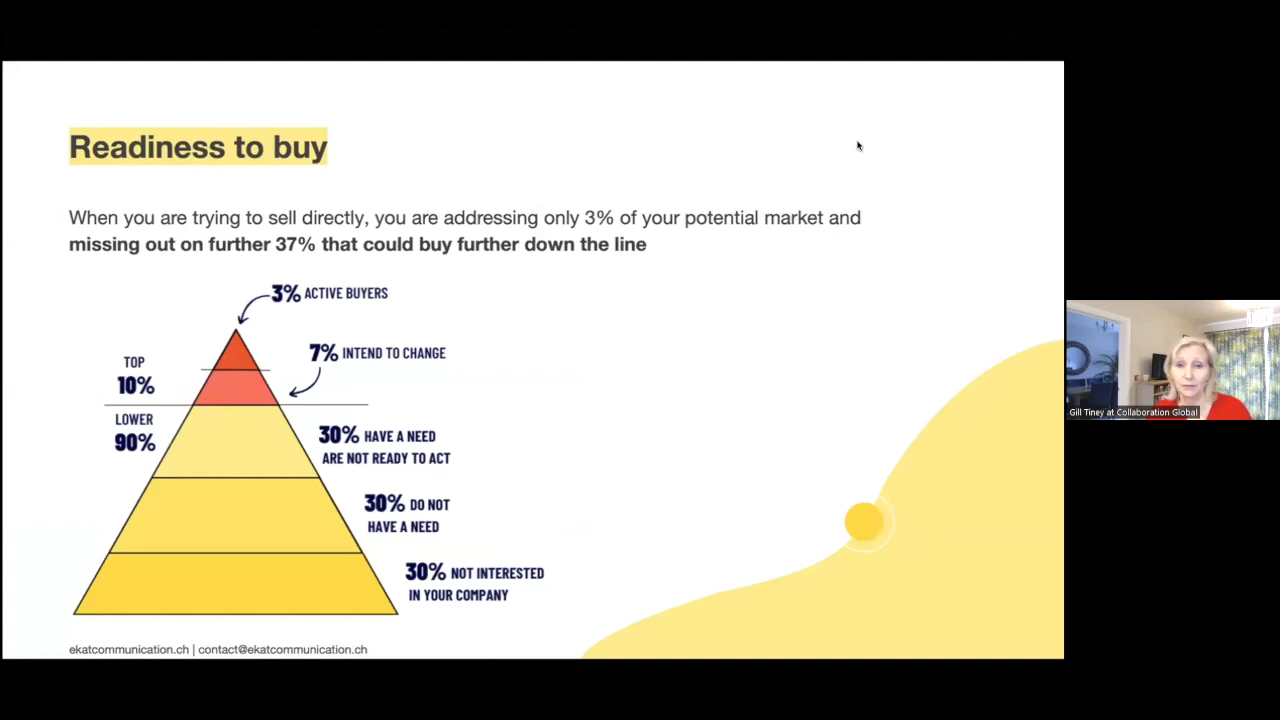 Readiness to buy
When you are trying to sell directly, you are addressing only 3% of your potential market and
missing out on further 37% that could buy further down the line
3% ACTIVE BUYERS
7% INTEND TO CHANGE
TOP
10%
LOWER
90%
30% HAVE A NEED
ARE NOT READY TO ACT
30% DO NOT
HAVE A NEED
30% NOT INTERESTED
IN YOUR COMPANY
ekatcommunication.ch | contact@ekatcommunication.ch
Gill Tiney at Collaboration Global